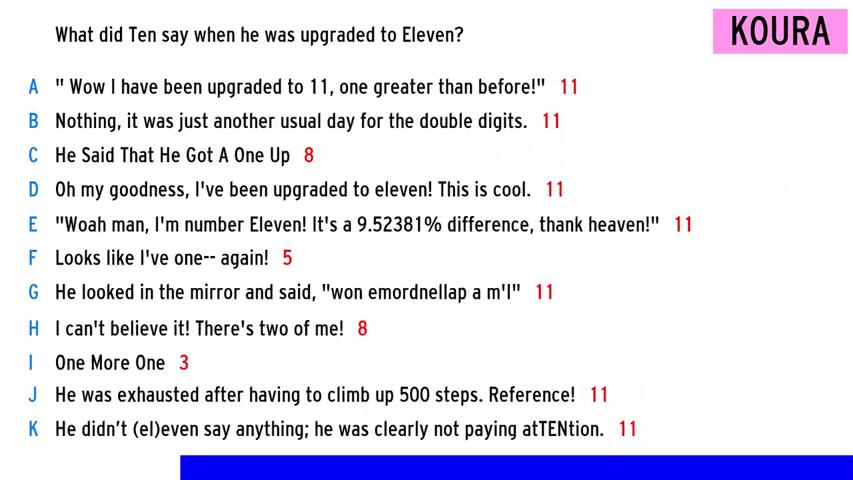 What did Ten say when he was upgraded to Eleven?
KOURA
A " Wow I have been upgraded to 11, one greater than before!" 11
B Nothing, it was just another usual day for the double digits. 11
C He Said That He Got A One Up 8
D Oh my goodness, I've been upgraded to eleven! This is cool. 11
E "Woah man, I'm number Eleven! It's a 9.52381% difference, thank heaven!" 11
F Looks like I've one-- again! 5
G He looked in the mirror and said, "won emordnellap a m'I" 11
H I can't believe it! There's two of me! 8
I One More One 3
J He was exhausted after having to climb up 500 steps. Reference! 11
K He didn't (el)even say anything; he was clearly not paying atTENtion. 11